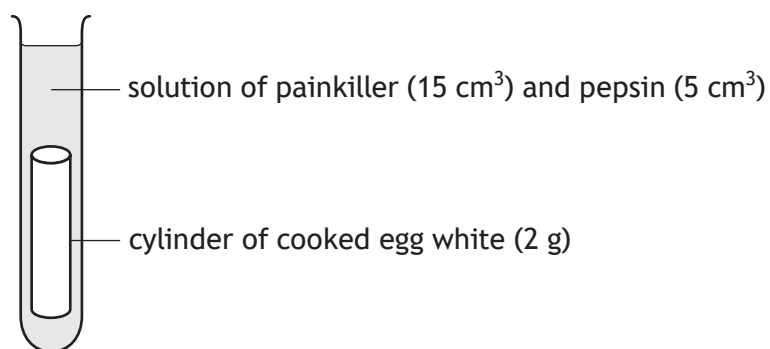 solution of painkiller (15 cm³) and pepsin (5 cm³)
cylinder of cooked egg white (2 g)